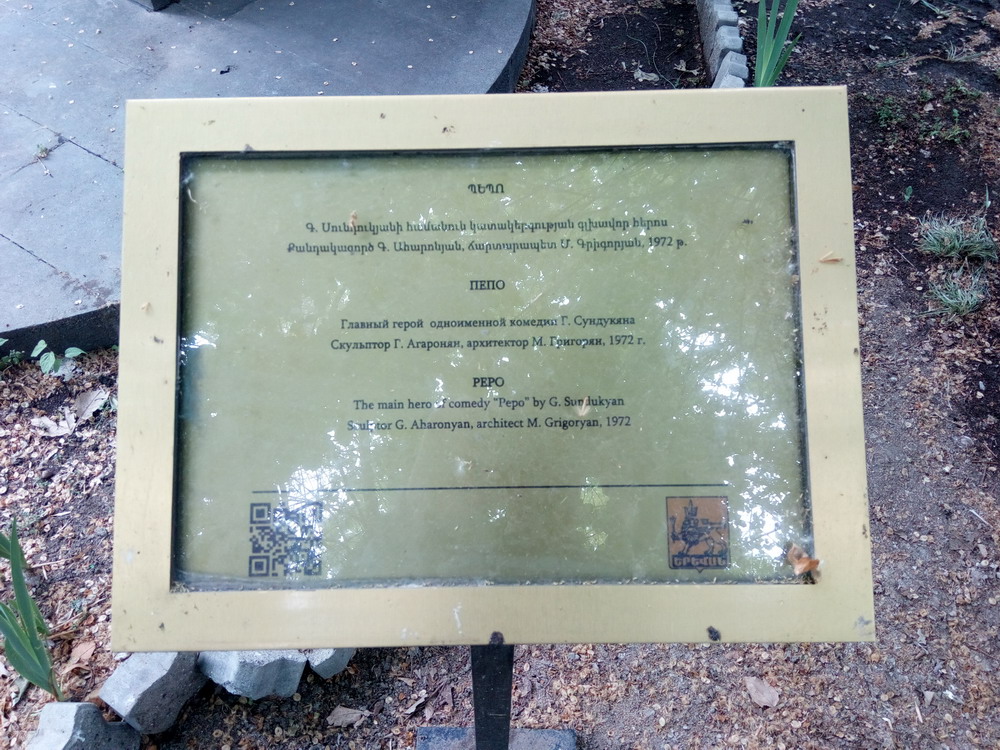 ՊԵՊՈ
Գ. Սունդուկյանի համանուն կատակերգության գլխավոր հերոս
Քանդակագործ Գ. Ահարոնյան, ճարտարապետ Մ. Գրիգորյան, 1972 թ.
ПЕПО
Главный герой одноименной комедии Г. Сундукяна
Скульптор Г. Агаронян, архитектор М. Григорян, 1972 г.
PEPO
The main hero of comedy "Pepo" by G. Sundukyan
Sculptor G. Aharonyan, architect M. Grigoryan, 1972
ԵՐԵՎԱՆ